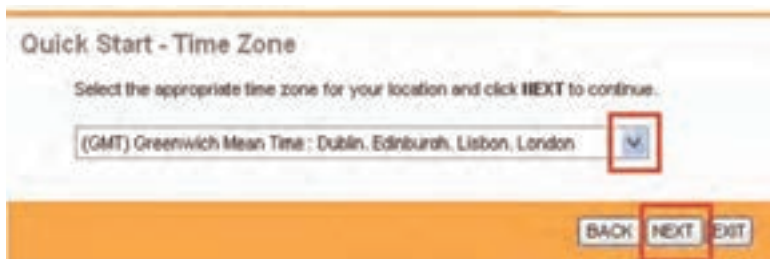 Quick Start - Time Zone
Select the appropriate time zone for your location and click NEXT to continue.
(GMT) Greenwich Mean Time : Dublin, Edinburgh, Lisbon, London
BACK NEXT EXIT